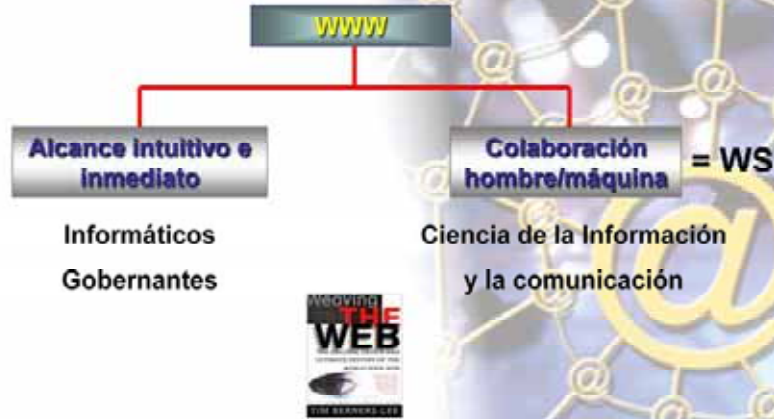 WWW
Alcance intuitivo e
inmediato
Colaboración
hombre/máquina
= WS
Informáticos
Gobernantes
Ciencia de la Información
y la comunicación
Weaving
THE
WEB
TIM BERNERS-LEE